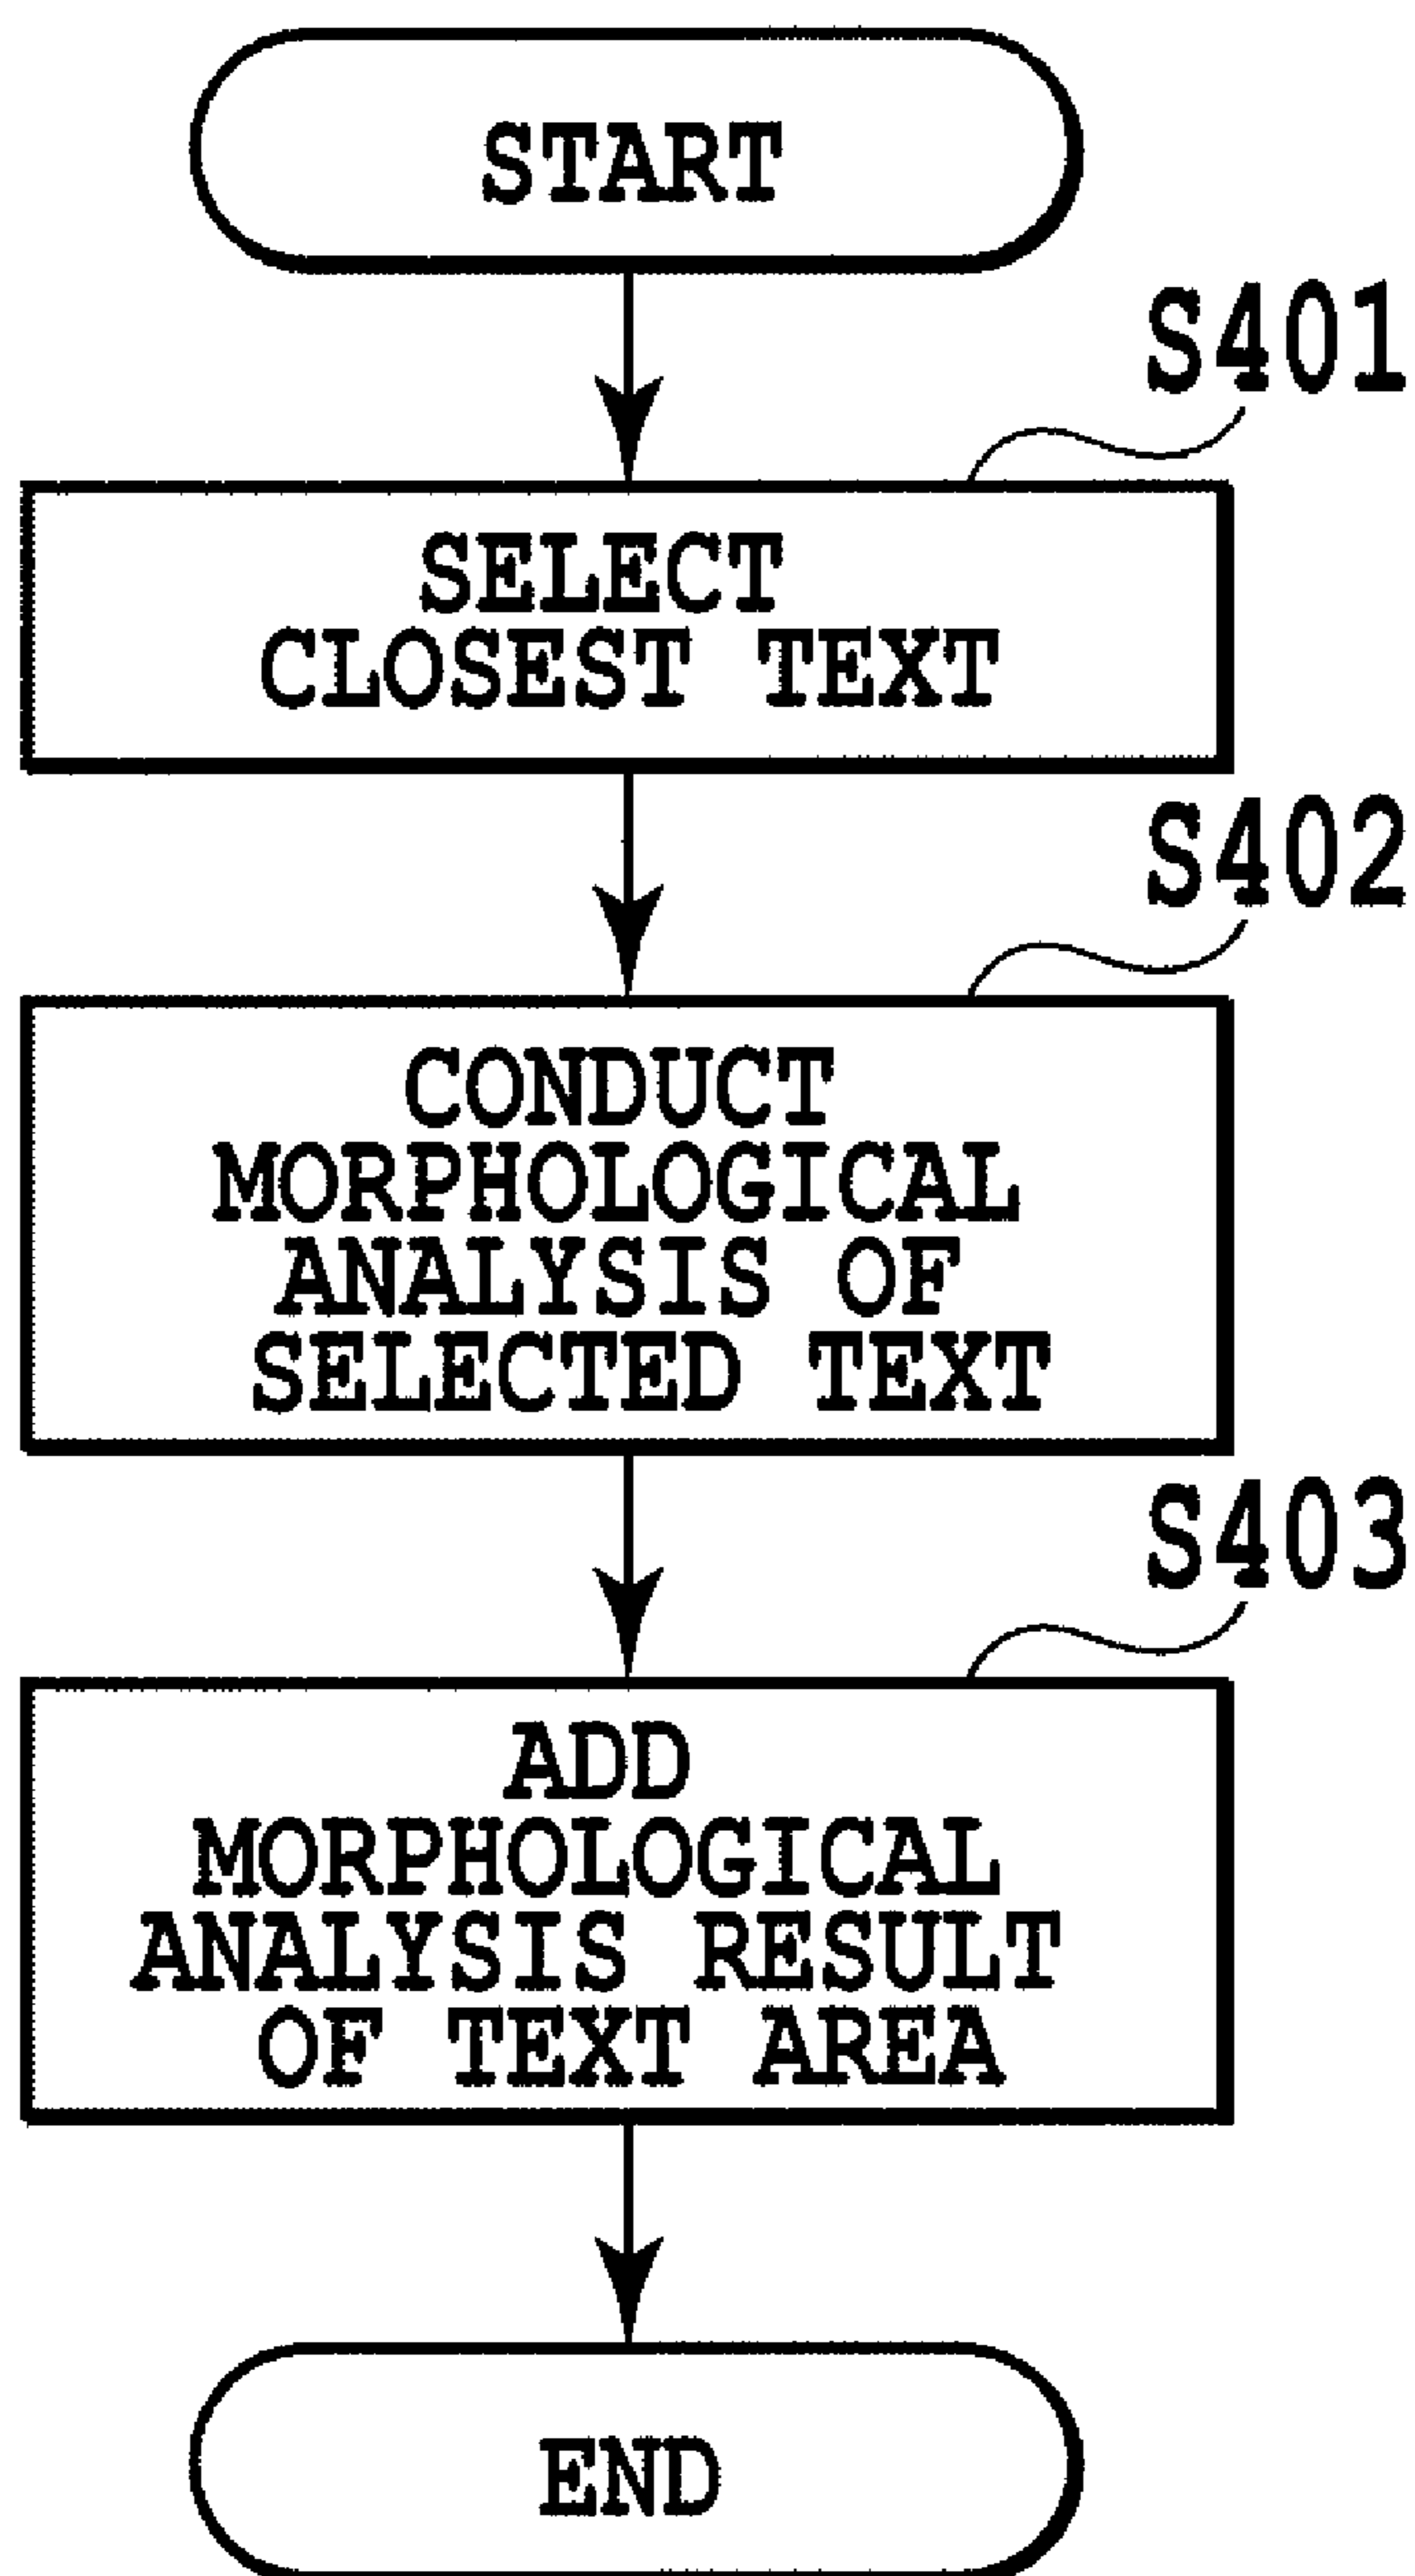 START
S401
SELECT
CLOSEST TEXT
S402
CONDUCT
MORPHOLOGICAL
ANALYSIS OF
SELECTED TEXT
S403
ADD
MORPHOLOGICAL
ANALYSIS RESULT
OF TEXT AREA
END